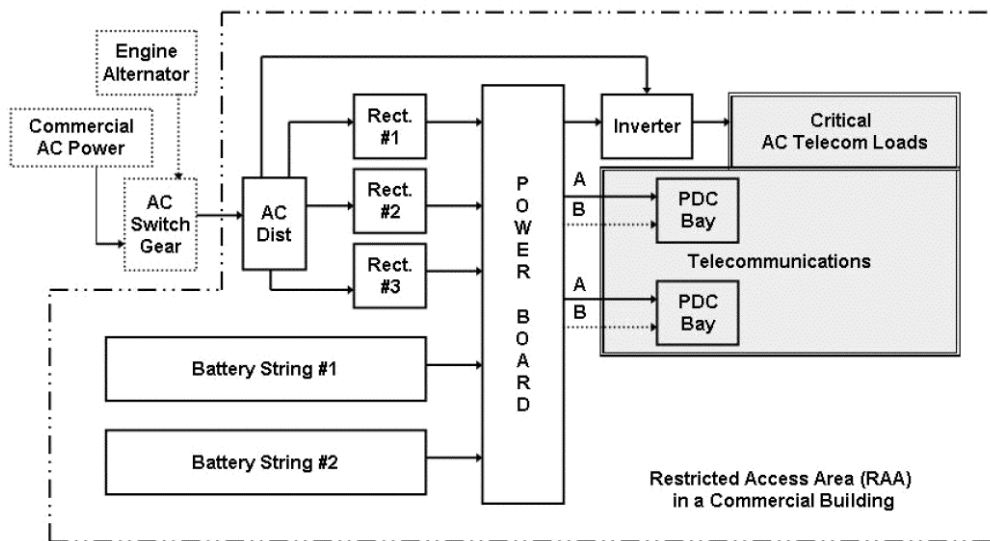 Engine
Alternator
Commercial
AC Power
AC
Switch
Gear
AC
Dist
Rect.
#1
Rect.
#2
Rect.
#3
Battery String #1
Battery String #2
POWER BOARD
Inverter
Critical
AC Telecom Loads
A
B
PDC
Bay
Telecommunications
A
B
PDC
Bay
Restricted Access Area (RAA)
in a Commercial Building